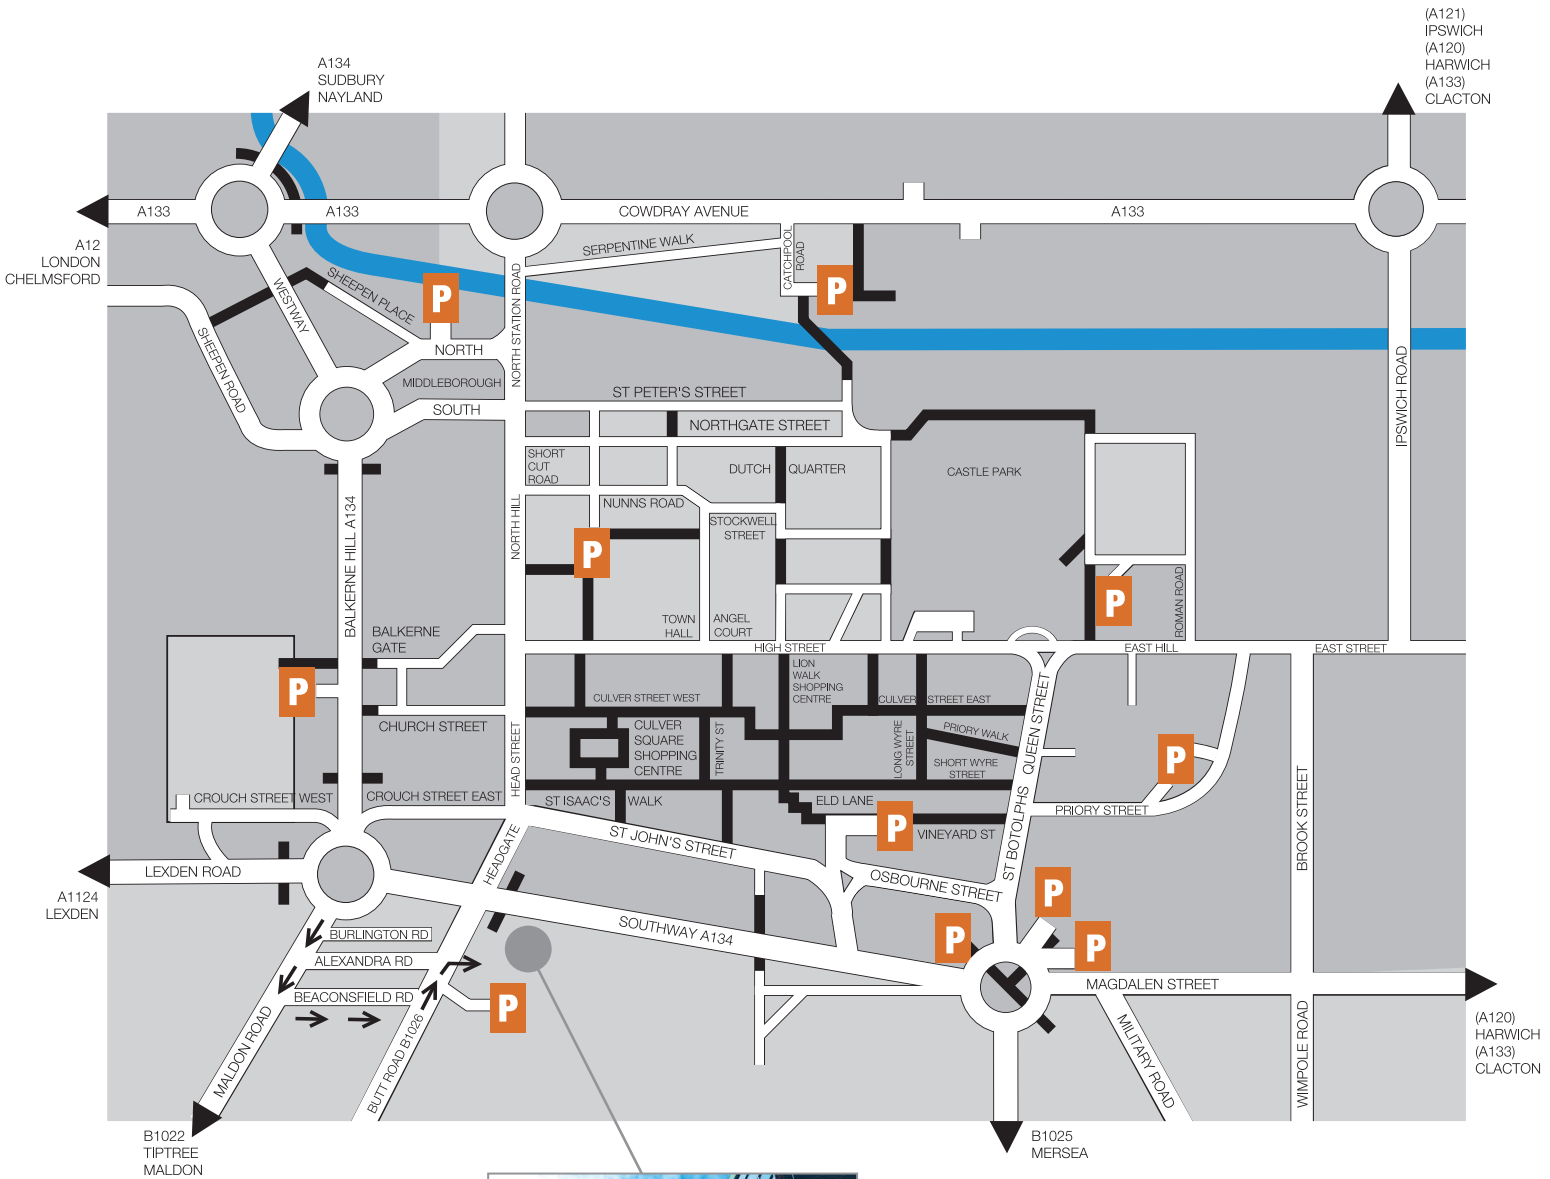 (A121)
IPSWICH
(A120)
HARWICH
(A133)
CLACTON
A134
SUDBURY
NAYLAND
A133
A133
COWDRAY AVENUE
A133
A12
LONDON
CHELMSFORD
SERPENTINE WALK
CATCHPOOL
ROAD
SHEEPEN PLACE
WESTWAY
P
P
NORTH STATION ROAD
SHEEPEN ROAD
NORTH
MIDDLEBOROUGH
SOUTH
ST PETER'S STREET
NORTHGATE STREET
IPSWICH ROAD
SHORT
CUT
ROAD
DUTCH
QUARTER
CASTLE PARK
NUNNS ROAD
STOCKWELL
STREET
BALKERNE HILL A134
NORTH HILL
P
P
ROMAN ROAD
TOWN
HALL
ANGEL
COURT
BALKERNE
GATE
HIGH STREET
EAST HILL
EAST STREET
P
LION
WALK
SHOPPING
CENTRE
CULVER STREET WEST
CULVER STREET EAST
CHURCH STREET
HEAD STREET
CULVER
SQUARE
SHOPPING
CENTRE
TRINITY ST
LONG WYRE
STREET
PRIORY WALK
SHORT WYRE
STREET
QUEEN STREET
P
CROUCH STREET WEST
CROUCH STREET EAST
ST ISAAC'S WALK
ELD LANE
PRIORY STREET
P
VINEYARD ST
ST BOTOLPHS
BROOK STREET
ST JOHN'S STREET
HEADGATE
LEXDEN ROAD
A1124
LEXDEN
OSBOURNE STREET
P
P
P
SOUTHWAY A134
BURLINGTON RD
ALEXANDRA RD
BEACONSFIELD RD
P
MAGDALEN STREET
MALDON ROAD
BUTT ROAD B1026
MILITARY ROAD
WIMPOLE ROAD
(A120)
HARWICH
(A133)
CLACTON
B1022
TIPTREE
MALDON
B1025
MERSEA